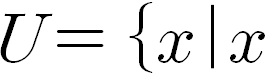 U = {x | x